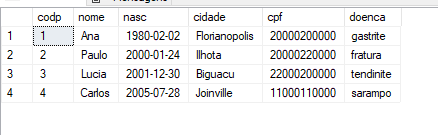 codp nome nasc cidade cpf doenca
1 1 Ana 1980-02-02 Florianopolis 20000200000 gastrite
2 2 Paulo 2000-01-24 Ilhota 20000220000 fratura
3 3 Lucia 2001-12-30 Biguacu 22000200000 tendinite
4 4 Carlos 2005-07-28 Joinville 11000110000 sarampo